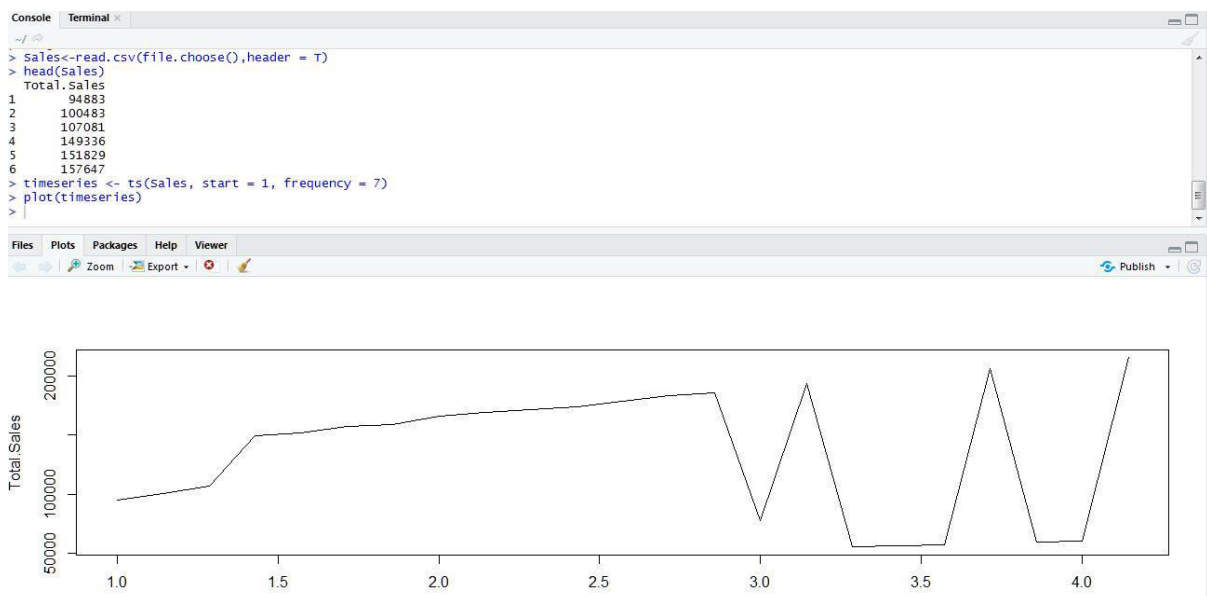 Console Terminal
~/
> Sales<-read.csv(file.choose(),header = T)
> head(Sales)
Total.Sales
1 94883
2 100483
3 107081
4 149336
5 151829
6 157647
> timeseries <- ts(Sales, start = 1, frequency = 7)
> plot(timeseries)
>
Files Plots Packages Help Viewer
Zoom Export Publish
Total.Sales
200000
100000
50000
1.0 1.5 2.0 2.5 3.0 3.5 4.0